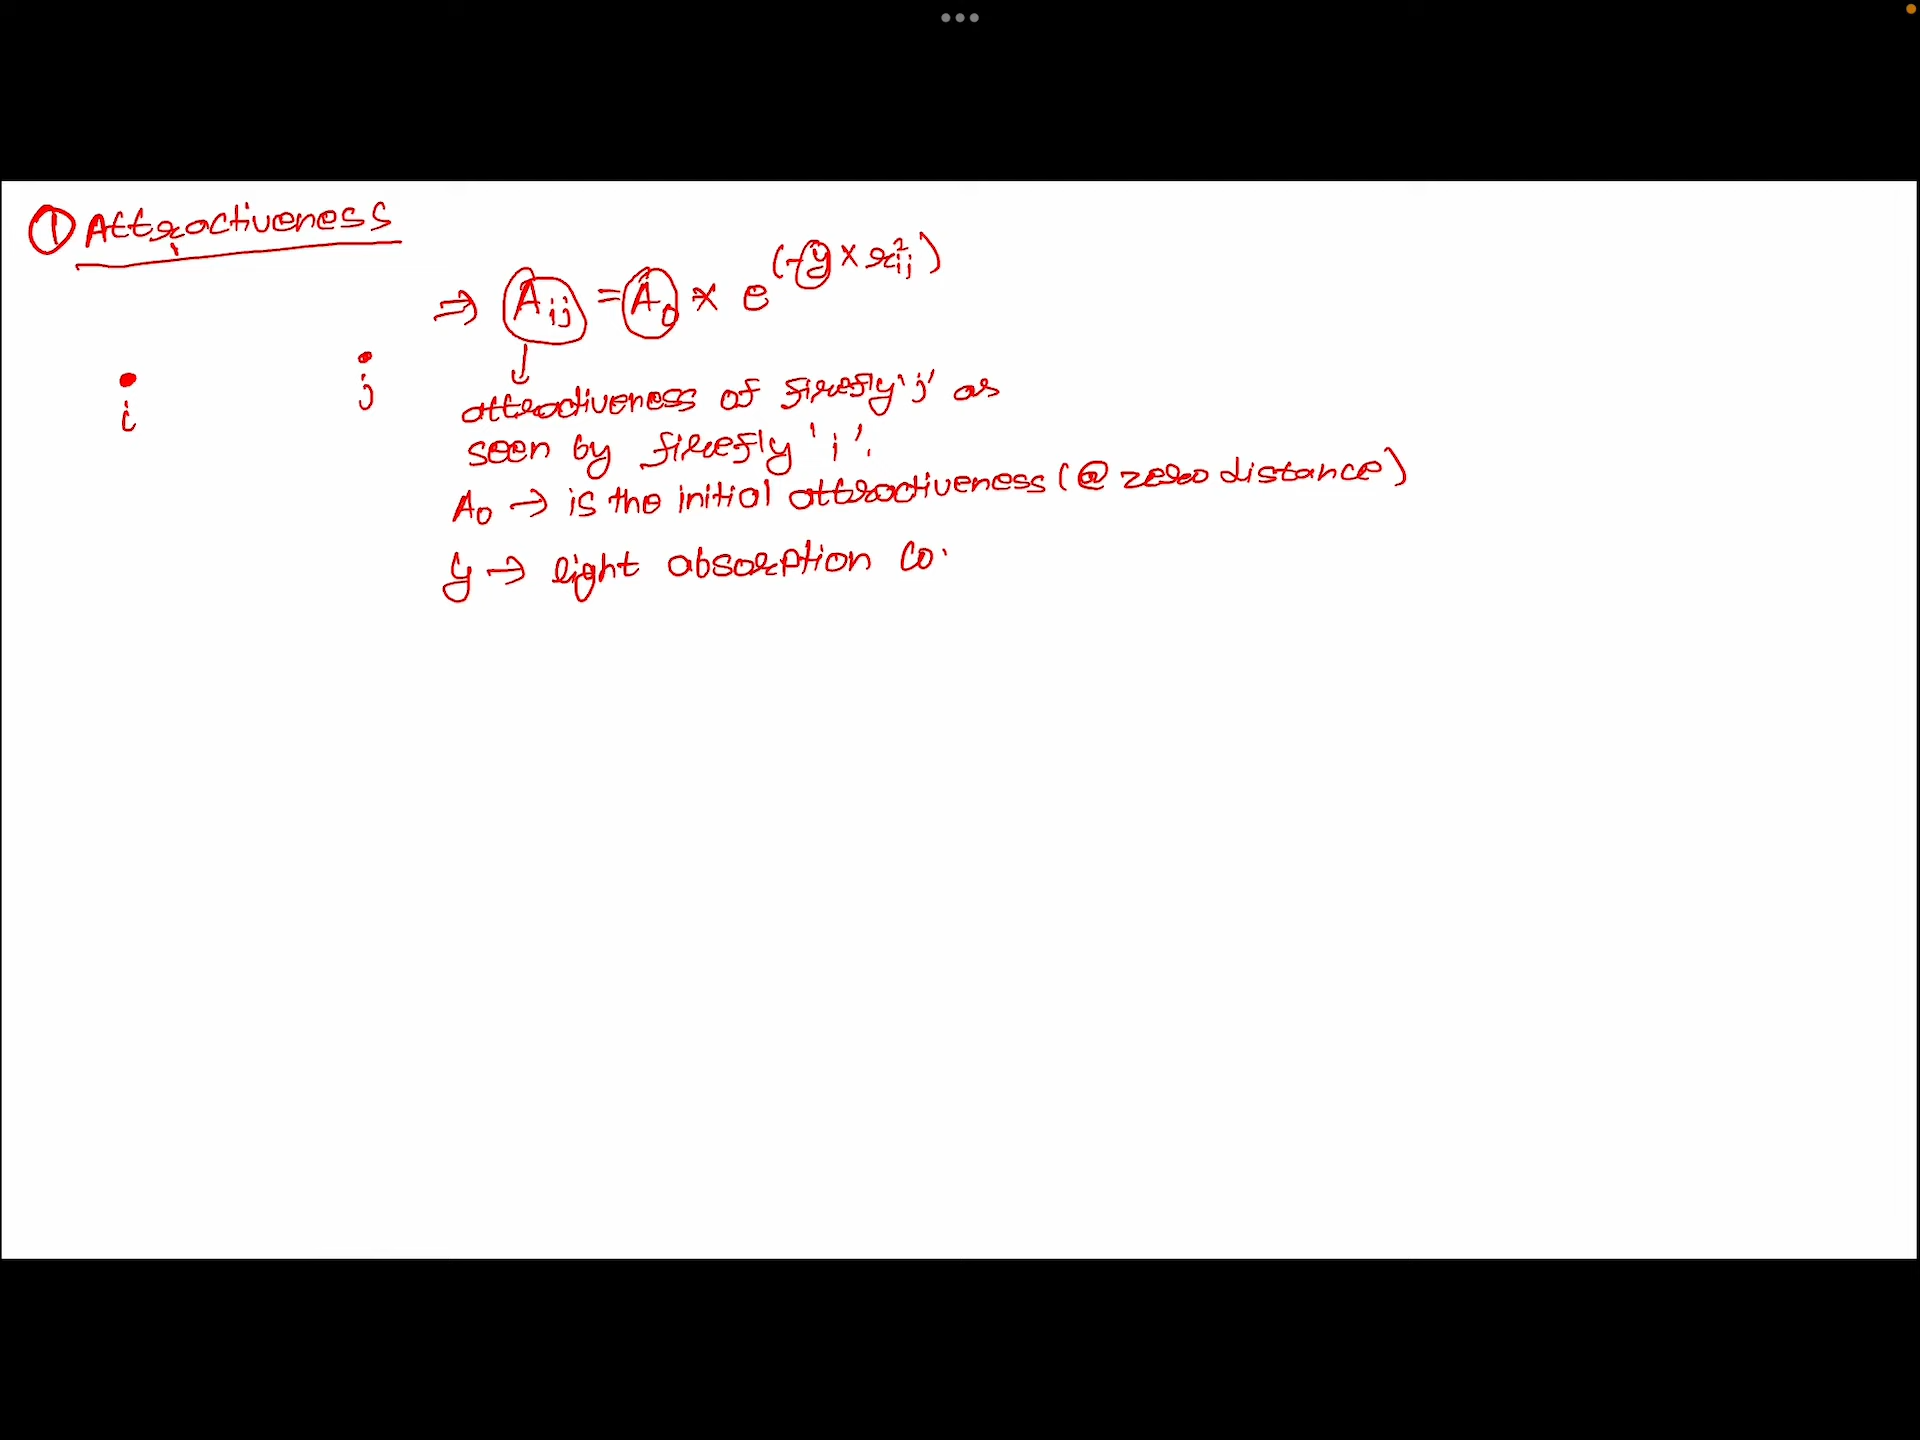 ① Attractiveness
⇒ Aij = A0 × e^(-y × r²ij)
i
j
attractiveness of firefly 'j' as
seen by firefly 'i'.
A0 → is the initial attractiveness (@ zero distance)
y → light absorption co